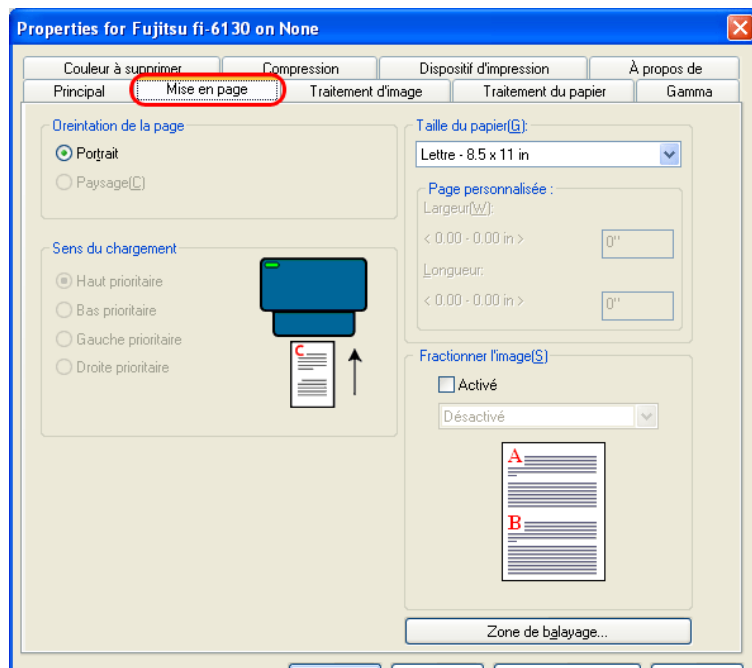 Properties for Fujitsu fi-6130 on None
Couleur à supprimer Compression Dispositif d'impression À propos de
Principal Mise en page Traitement d'image Traitement du papier Gamma
Oreintation de la page
Portrait
Paysage(C)
Sens du chargement
Haut prioritaire
Bas prioritaire
Gauche prioritaire
Droite prioritaire
C
Taille du papier(G):
Lettre - 8.5 x 11 in
Page personnalisée :
Largeur(W):
< 0.00 - 0.00 in > 0"
Longueur:
< 0.00 - 0.00 in > 0"
Fractionner l'image(S)
Activé
Désactivé
A
B
Zone de balayage...